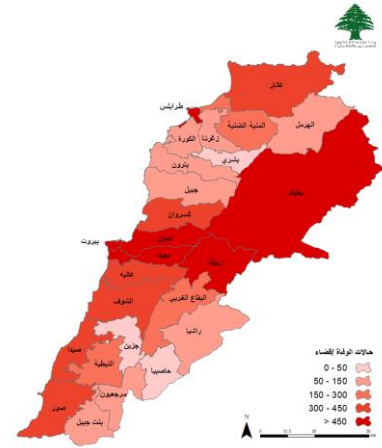 عكار
طرابلس
المنية الضنية
الهرمل
زغرتا
الكورة
بشري
بترون
جبيل
بعلبك
كسروان
المتن
بيروت
بعبدا
زحلة
عاليه
البقاع الغربي
الشوف
راشيا
جزين
صيدا
النبطية
حاصبيا
مرجعيون
صور
بنت جبيل
حالات الوفاة /قضاء
0 - 50
50 - 150
150 - 300
300 - 450
> 450
N